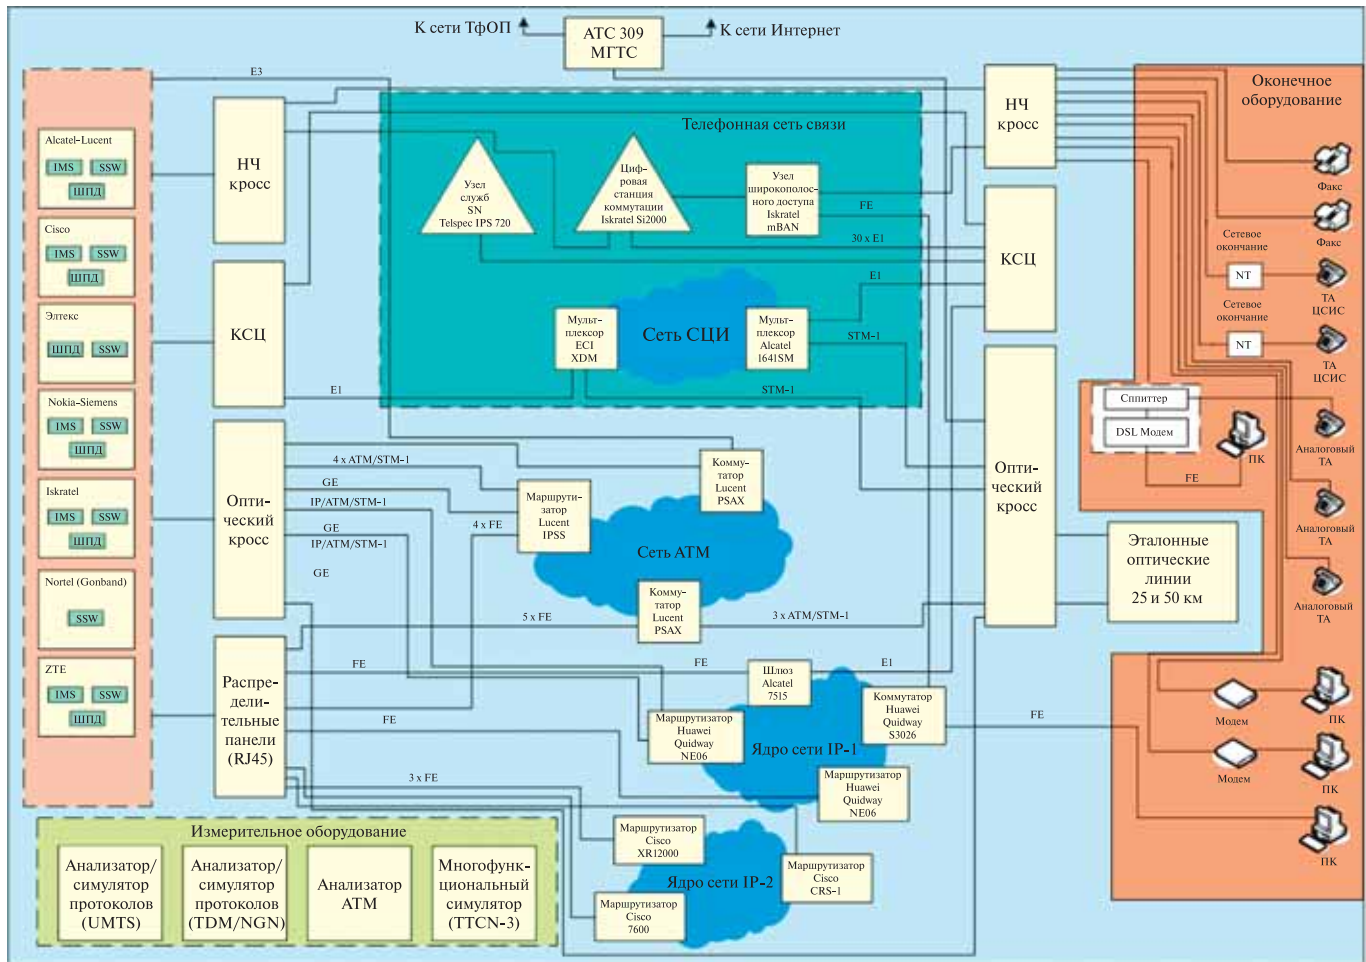 К сети ТфОП
АТС 309
МГТС
К сети Интернет
E3
Alcatel-Lucent
IMS
SSW
ШПД
Cisco
IMS
SSW
ШПД
Элтекс
ШПД
SSW
Nokia-Siemens
IMS
SSW
ШПД
Iskratel
IMS
SSW
ШПД
Nortel (Gonband)
SSW
ZTE
IMS
SSW
ШПД
НЧ
кросс
КСЦ
E1
Опти-
ческий
кросс
Распре-
делитель-
ные
панели
(RJ45)
Телефонная сеть связи
Узел
служб
SN
Telspec IPS 720
Циф-
ровая
станция
коммутации
Iskratel Si2000
Узел
широкополос-
ного доступа
Iskratel
mBAN
FE
30 x E1
E1
Мульт-
плексор
ECI
XDM
Сеть СЦИ
Мульт-
плексор
Alcatel
1641SM
STM-1
STM-1
НЧ
кросс
КСЦ
Опти-
ческий
кросс
4 x ATM/STM-1
GE
IP/ATM/STM-1
GE
IP/ATM/STM-1
GE
4 x FE
Маршрути-
затор
Lucent
IPSS
Комму-
татор
Lucent
PSAX
Сеть АТМ
Комму-
татор
Lucent
PSAX
5 x FE
3 x ATM/STM-1
FE
FE
E1
FE
3 x FE
Шлюз
Alcatel
7515
Коммутатор
Huawei
Quidway
S3026
FE
Маршрутизатор
Huawei
Quidway
NE06
Ядро сети IP-1
Маршрутизатор
Huawei
Quidway
NE06
Маршрутизатор
Cisco
XR12000
Ядро сети IP-2
Маршрутизатор
Cisco
CRS-1
Маршрутизатор
Cisco
7600
Оконечное
оборудование
Факс
Факс
Сетевое
окончание
NT
ТА
ЦСИС
Сетевое
окончание
NT
ТА
ЦСИС
Сппиттер
DSL Модем
FE
ПК
Аналоговый
ТА
Аналоговый
ТА
Аналоговый
ТА
Эталонные
оптические
линии
25 и 50 км
Модем
ПК
Модем
ПК
ПК
Измерительное оборудование
Анализатор/
симулятор
протоколов
(UMTS)
Анализатор/
симулятор
протоколов
(TDM/NGN)
Анализатор
АТМ
Многофунк-
циональный
симулятор
(TTCN-3)